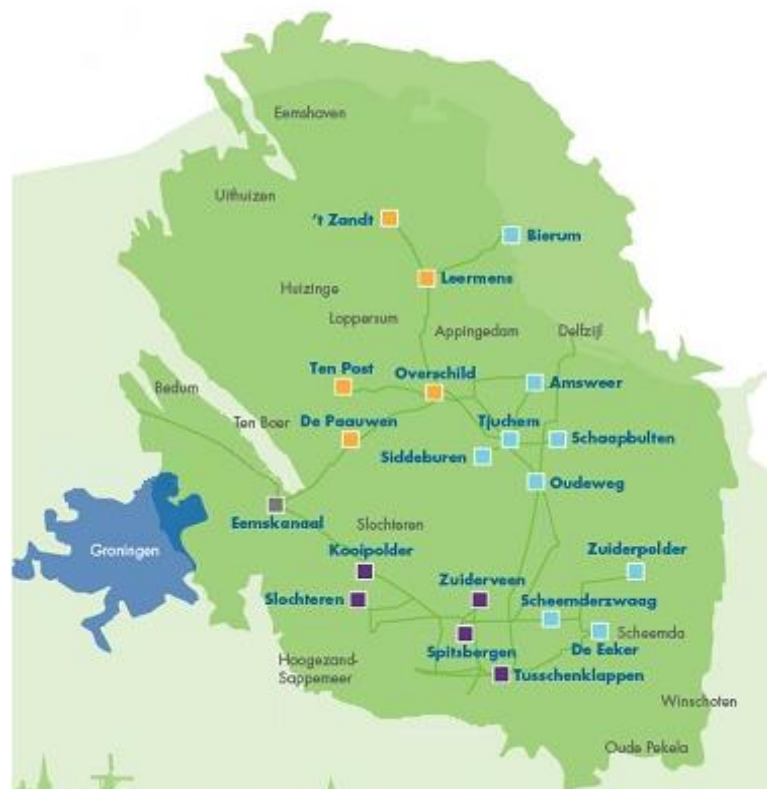 Eemshaven
Uithuizen
't Zandt
Bierum
Leermens
Huizinge
Loppersum
Appingedam
Delfzijl
Ten Post
Overschild
Amsweer
Bedum
Ten Boer
De Paauwen
Tjuchem
Schaapbulten
Siddeburen
Oudeweg
Eemskanaal
Slochteren
Groningen
Kooipolder
Zuiderveen
Zuiderpolder
Slochteren
Scheemderzwaag
Scheemda
Spitsbergen
De Eeker
Hoogezand-
Sappemeer
Tusschenklappen
Winschoten
Oude Pekela